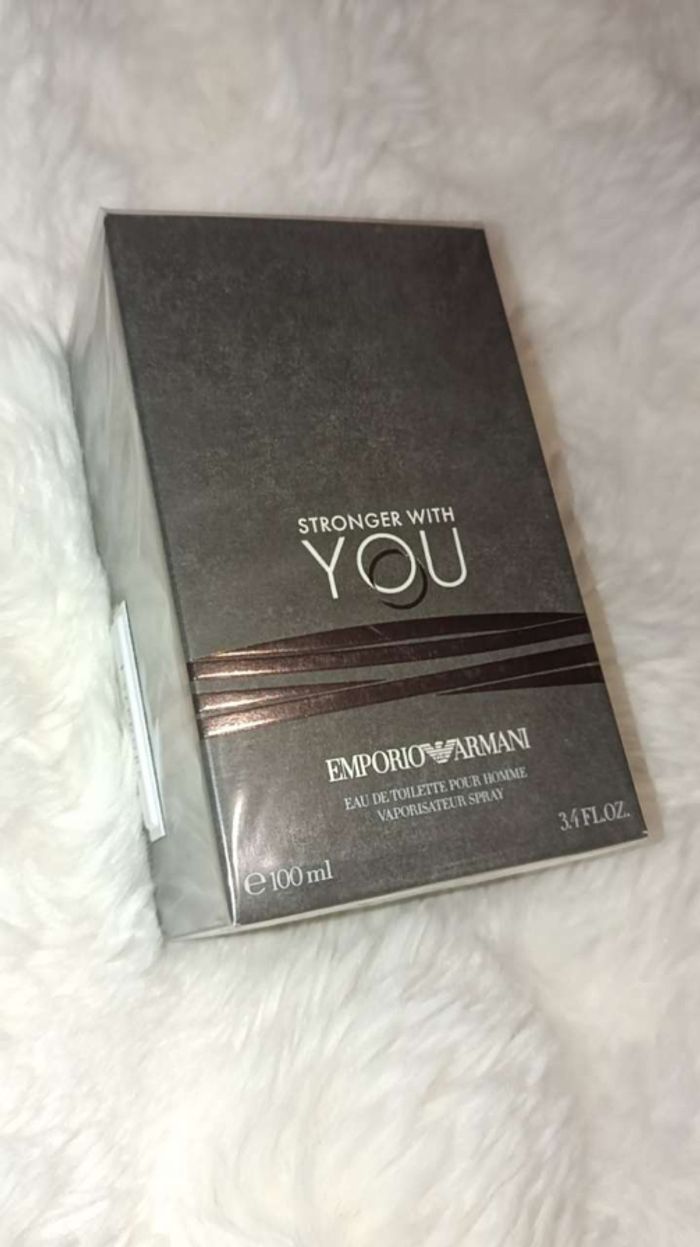 STRONGER WITH
YOU
EMPORIO ARMANI
EAU DE TOILETTE POUR HOMME
VAPORISATEUR SPRAY
3.4 FL.OZ.
℮ 100 ml